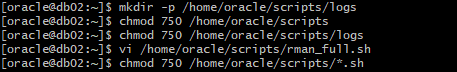 [oracle@db02:~]$ mkdir -p /home/oracle/scripts/logs
[oracle@db02:~]$ chmod 750 /home/oracle/scripts
[oracle@db02:~]$ chmod 750 /home/oracle/scripts/logs
[oracle@db02:~]$ vi /home/oracle/scripts/rman_full.sh
[oracle@db02:~]$ chmod 750 /home/oracle/scripts/*.sh